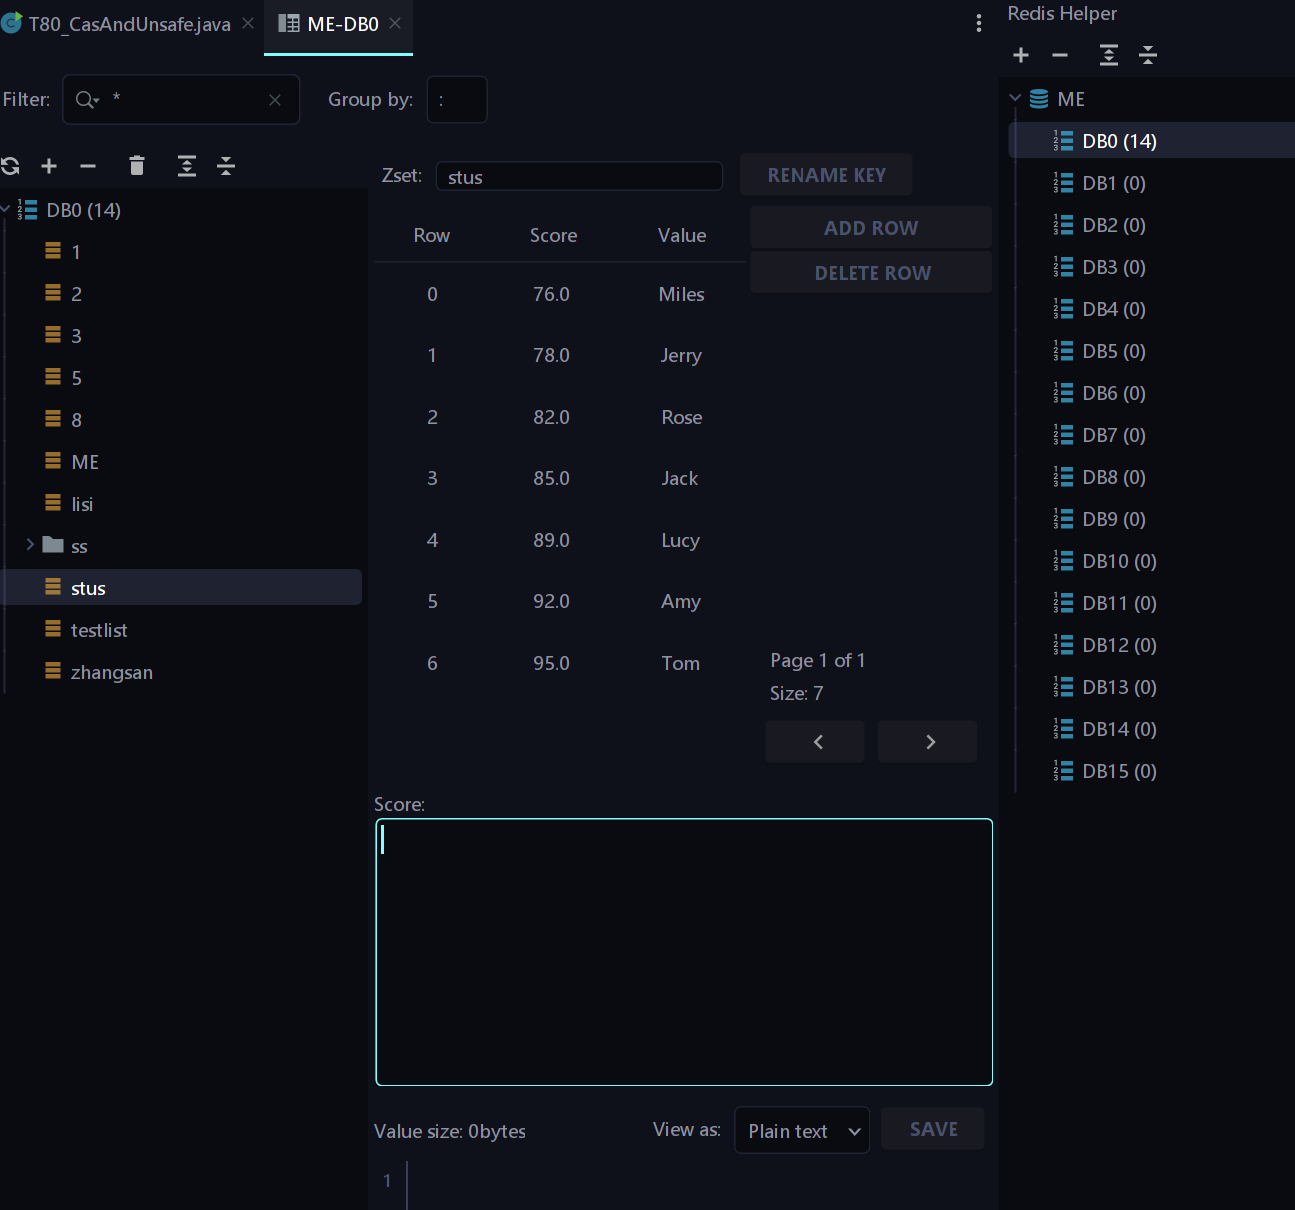 T80_CasAndUnsafe.java
ME-DB0
Filter: *
Group by: :
DB0 (14)
1
2
3
5
8
ME
lisi
ss
stus
testlist
zhangsan
Zset: stus
RENAME KEY
Row Score Value
0 76.0 Miles
1 78.0 Jerry
2 82.0 Rose
3 85.0 Jack
4 89.0 Lucy
5 92.0 Amy
6 95.0 Tom
ADD ROW
DELETE ROW
Page 1 of 1
Size: 7
Score:
Value size: 0bytes
View as: Plain text
SAVE
1
Redis Helper
ME
DB0 (14)
DB1 (0)
DB2 (0)
DB3 (0)
DB4 (0)
DB5 (0)
DB6 (0)
DB7 (0)
DB8 (0)
DB9 (0)
DB10 (0)
DB11 (0)
DB12 (0)
DB13 (0)
DB14 (0)
DB15 (0)